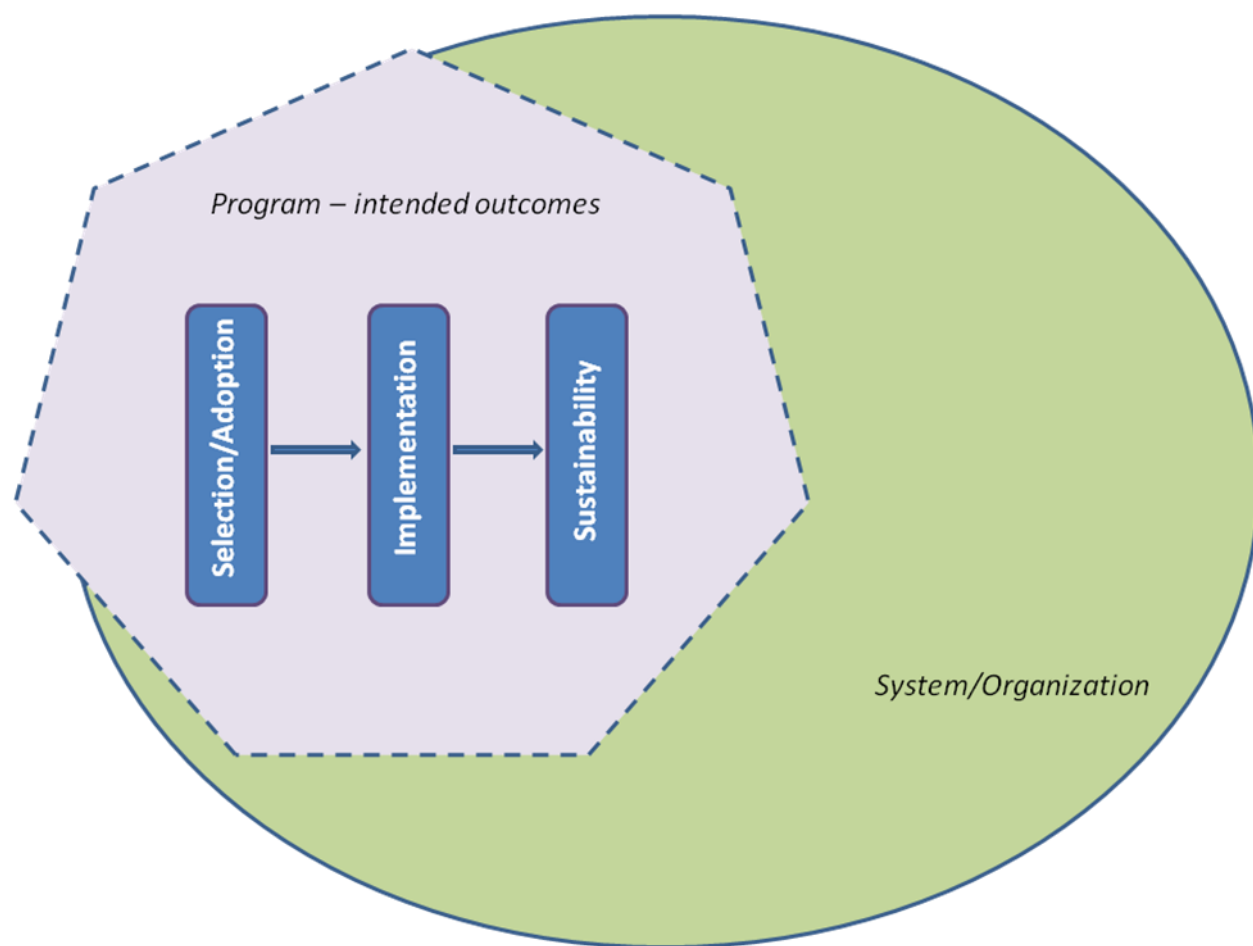 Program – intended outcomes
Selection/Adoption
Implementation
Sustainability
System/Organization